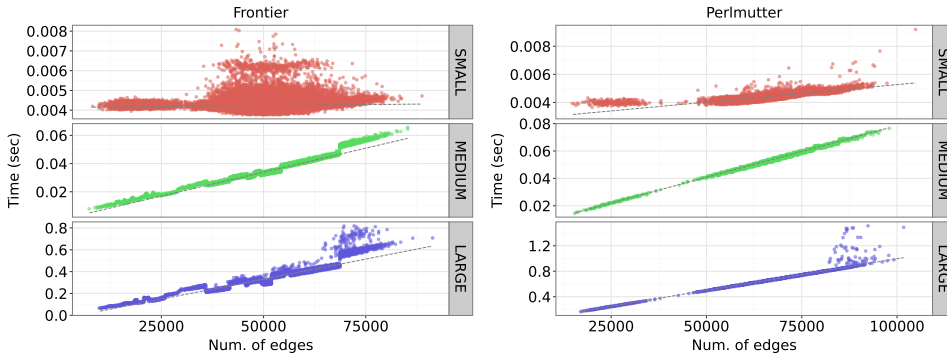 Frontier
0.008
0.007
0.006
0.005
0.004
SMALL
0.06
0.04
0.02
MEDIUM
0.8
0.6
0.4
0.2
0.0
LARGE
Time (sec)
25000 50000 75000
Num. of edges
Perlmutter
0.008
0.006
0.004
SMALL
0.08
0.06
0.04
0.02
MEDIUM
1.2
0.8
0.4
LARGE
Time (sec)
25000 50000 75000 100000
Num. of edges